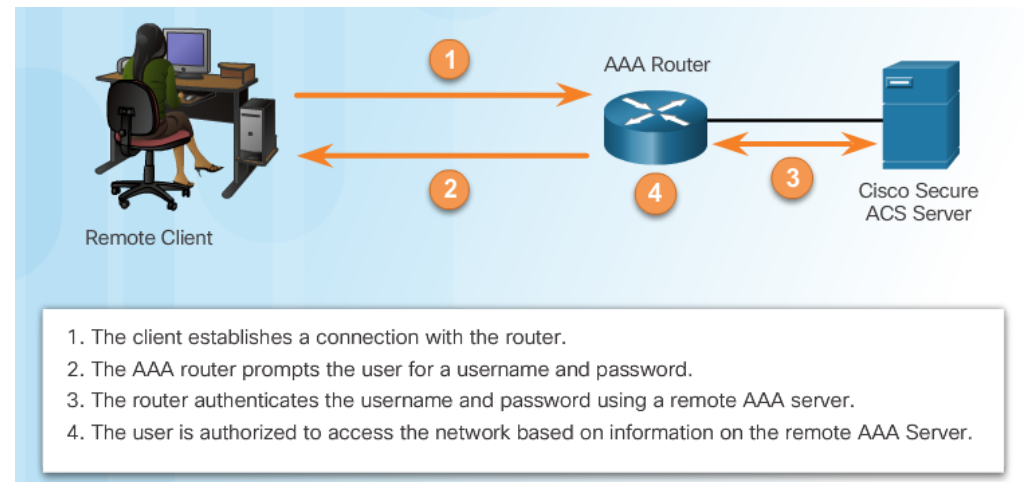 1
AAA Router
2
4
3
Cisco Secure
ACS Server
Remote Client
1. The client establishes a connection with the router.
2. The AAA router prompts the user for a username and password.
3. The router authenticates the username and password using a remote AAA server.
4. The user is authorized to access the network based on information on the remote AAA Server.